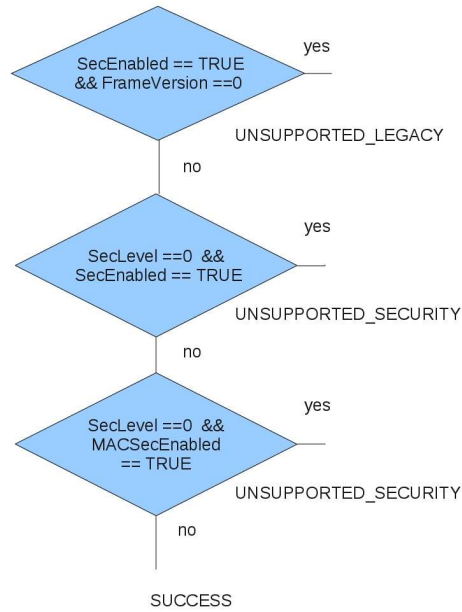 yes
SecEnabled == TRUE
&& FrameVersion ==0
UNSUPPORTED_LEGACY
no
yes
SecLevel ==0 &&
SecEnabled == TRUE
UNSUPPORTED_SECURITY
no
yes
SecLevel ==0 &&
MACSecEnabled
== TRUE
UNSUPPORTED_SECURITY
no
SUCCESS